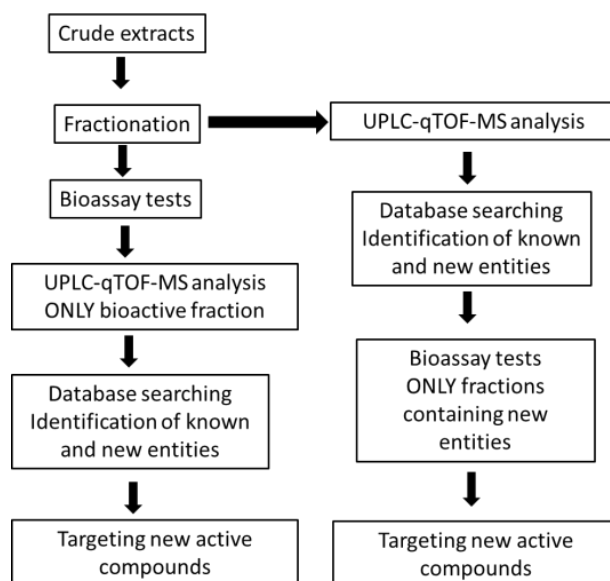 Crude extracts
Fractionation
Bioassay tests
UPLC-qTOF-MS analysis
ONLY bioactive fraction
Database searching
Identification of known
and new entities
Targeting new active
compounds
UPLC-qTOF-MS analysis
Database searching
Identification of known
and new entities
Bioassay tests
ONLY fractions
containing new
entities
Targeting new active
compounds